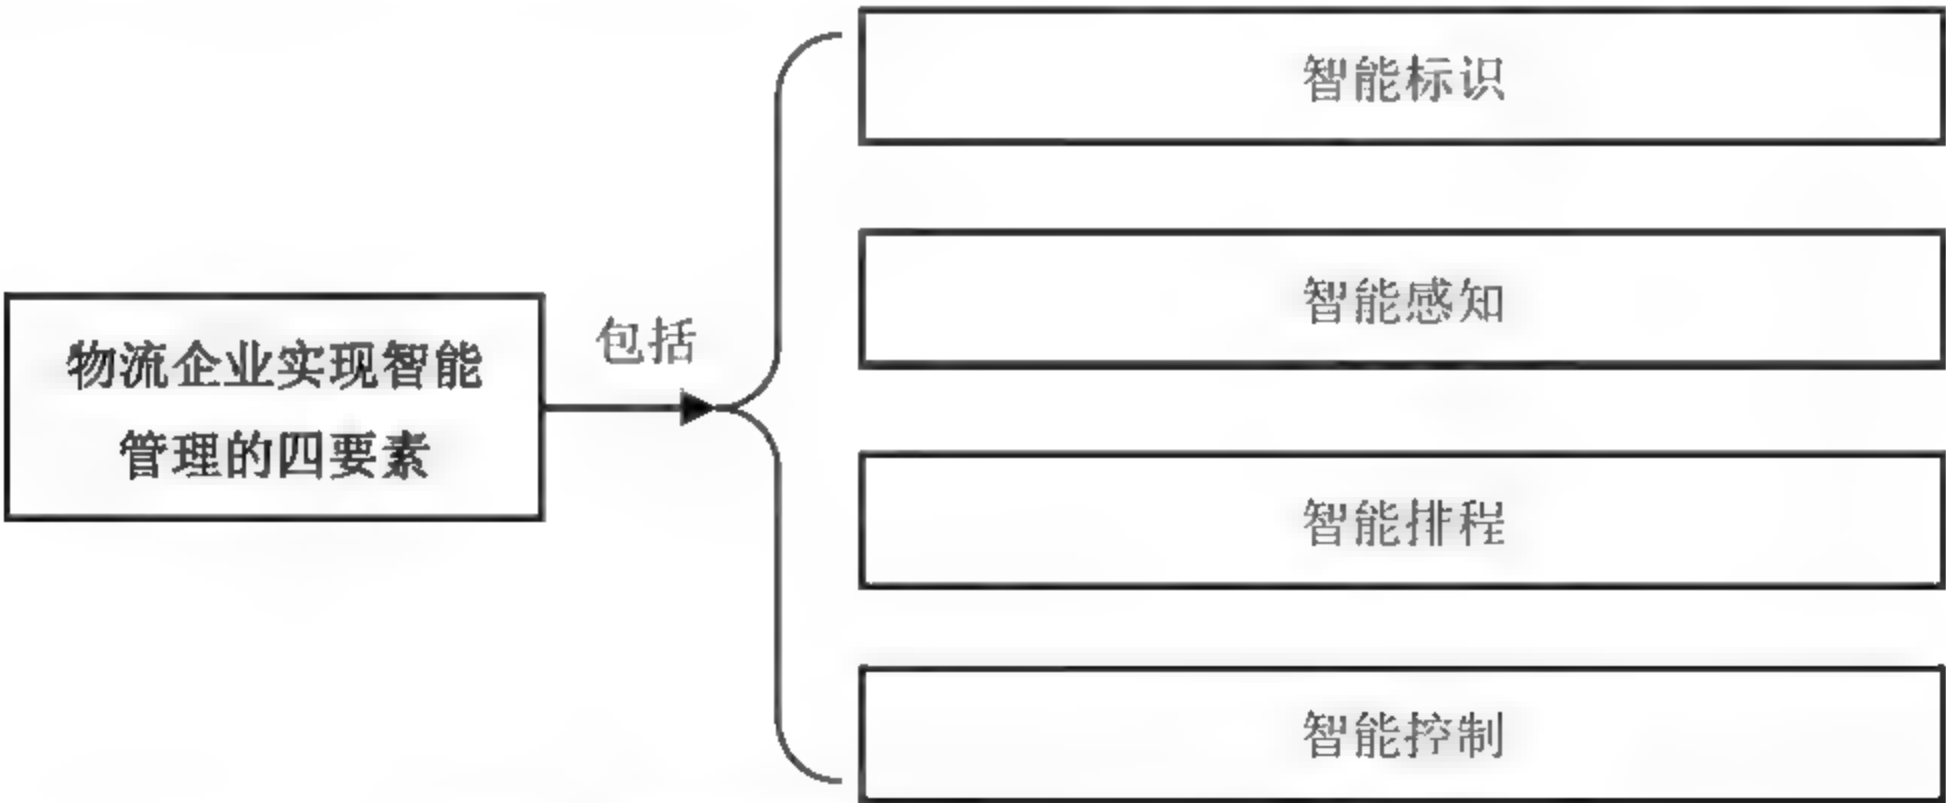 物流企业实现智能
管理的四要素
包括
智能标识
智能感知
智能排程
智能控制